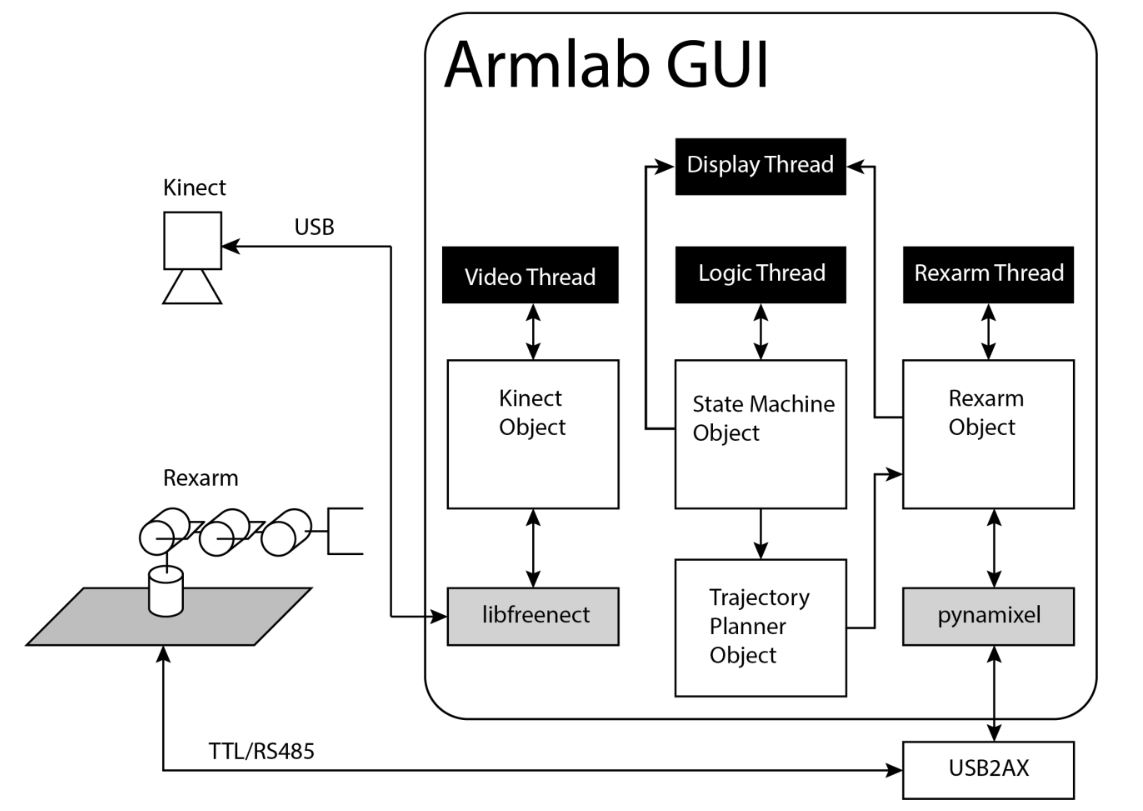 Armlab GUI
Display Thread
Kinect
USB
Video Thread
Logic Thread
Rexarm Thread
Kinect
Object
State Machine
Object
Rexarm
Object
Rexarm
libfreenect
Trajectory
Planner
Object
pynamixel
TTL/RS485
USB2AX